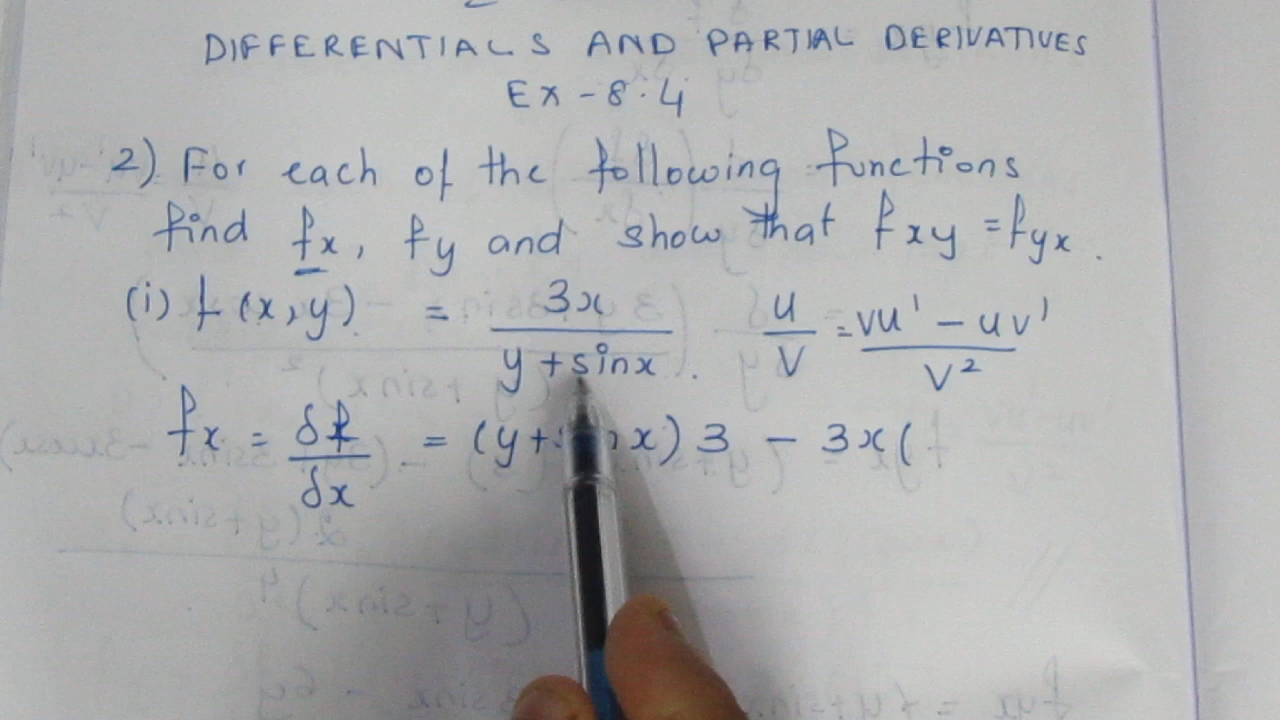 DIFFERENTIALS AND PARTIAL DERIVATIVES
EX - 8.4
2) For each of the following functions
find fx, fy and show that fxy = fyx.
(i) f(x,y) = 3x / y + sinx . u/v = vu' - uv' / v²
fx = δf/δx = (y+sinx) 3 - 3x(